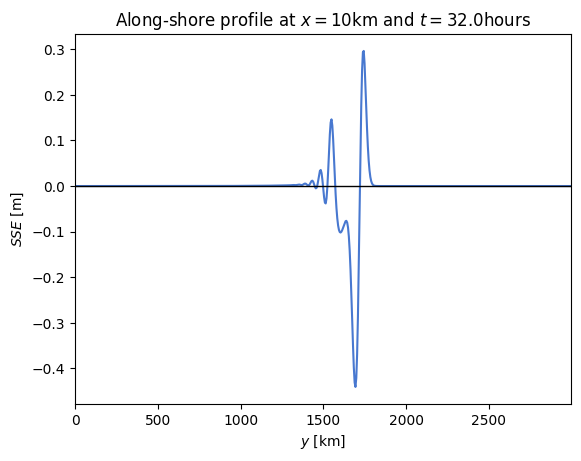 Along-shore profile at x = 10km and t = 32.0hours
0.3
0.2
0.1
0.0
−0.1
−0.2
−0.3
−0.4
SSE [m]
0 500 1000 1500 2000 2500
y [km]